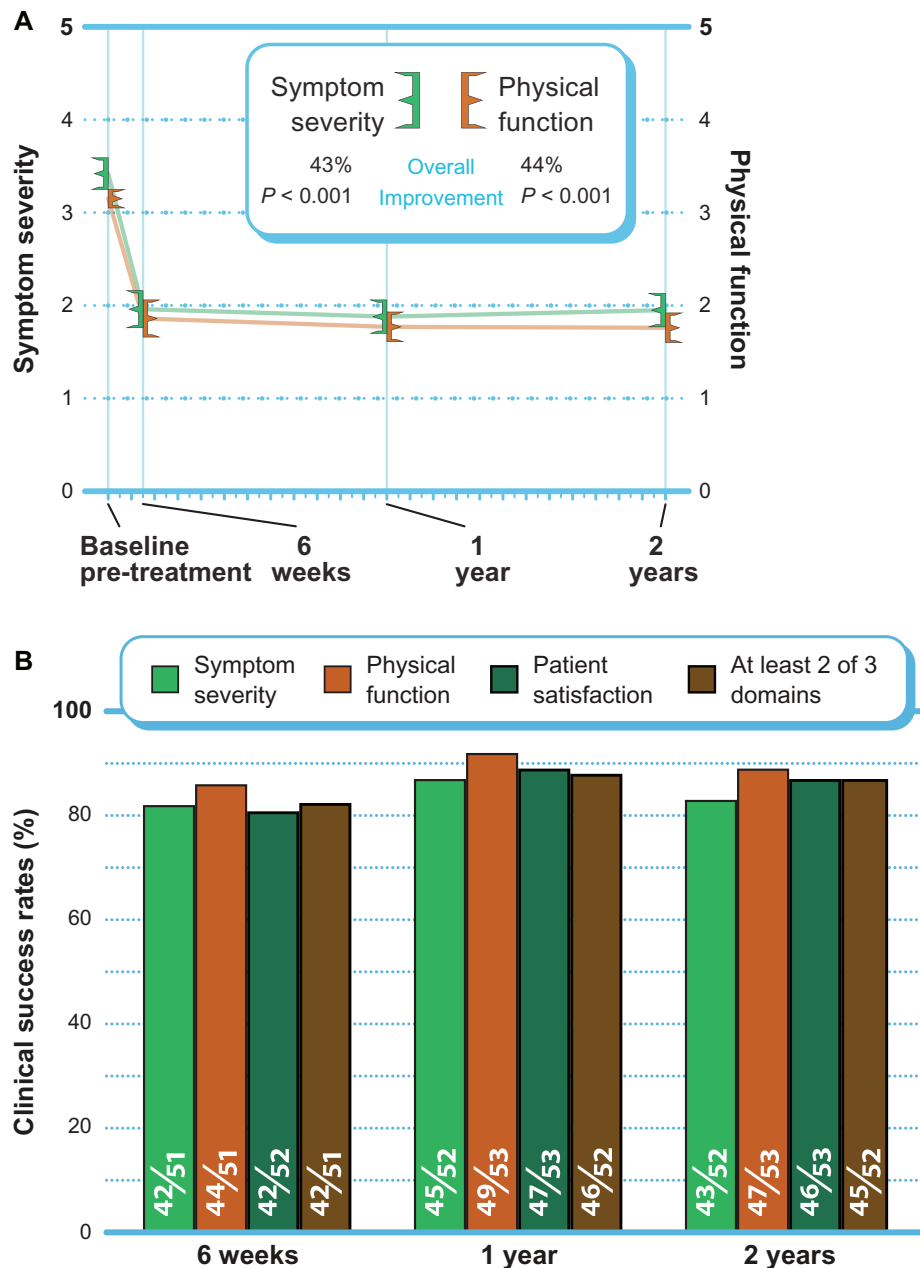 A
5
5
Symptom
severity
Physical
function
43%
Overall
44%
P < 0.001
Improvement
P < 0.001
4
4
3
3
2
2
1
1
0
0
Symptom severity
Physical function
Baseline
pre-treatment
6
weeks
1
year
2
years
B
Symptom
severity
Physical
function
Patient
satisfaction
At least 2 of 3
domains
100
80
60
40
20
0
Clinical success rates (%)
42/51
44/51
42/52
42/51
45/52
49/53
47/53
46/52
43/52
47/53
46/53
45/52
6 weeks
1 year
2 years